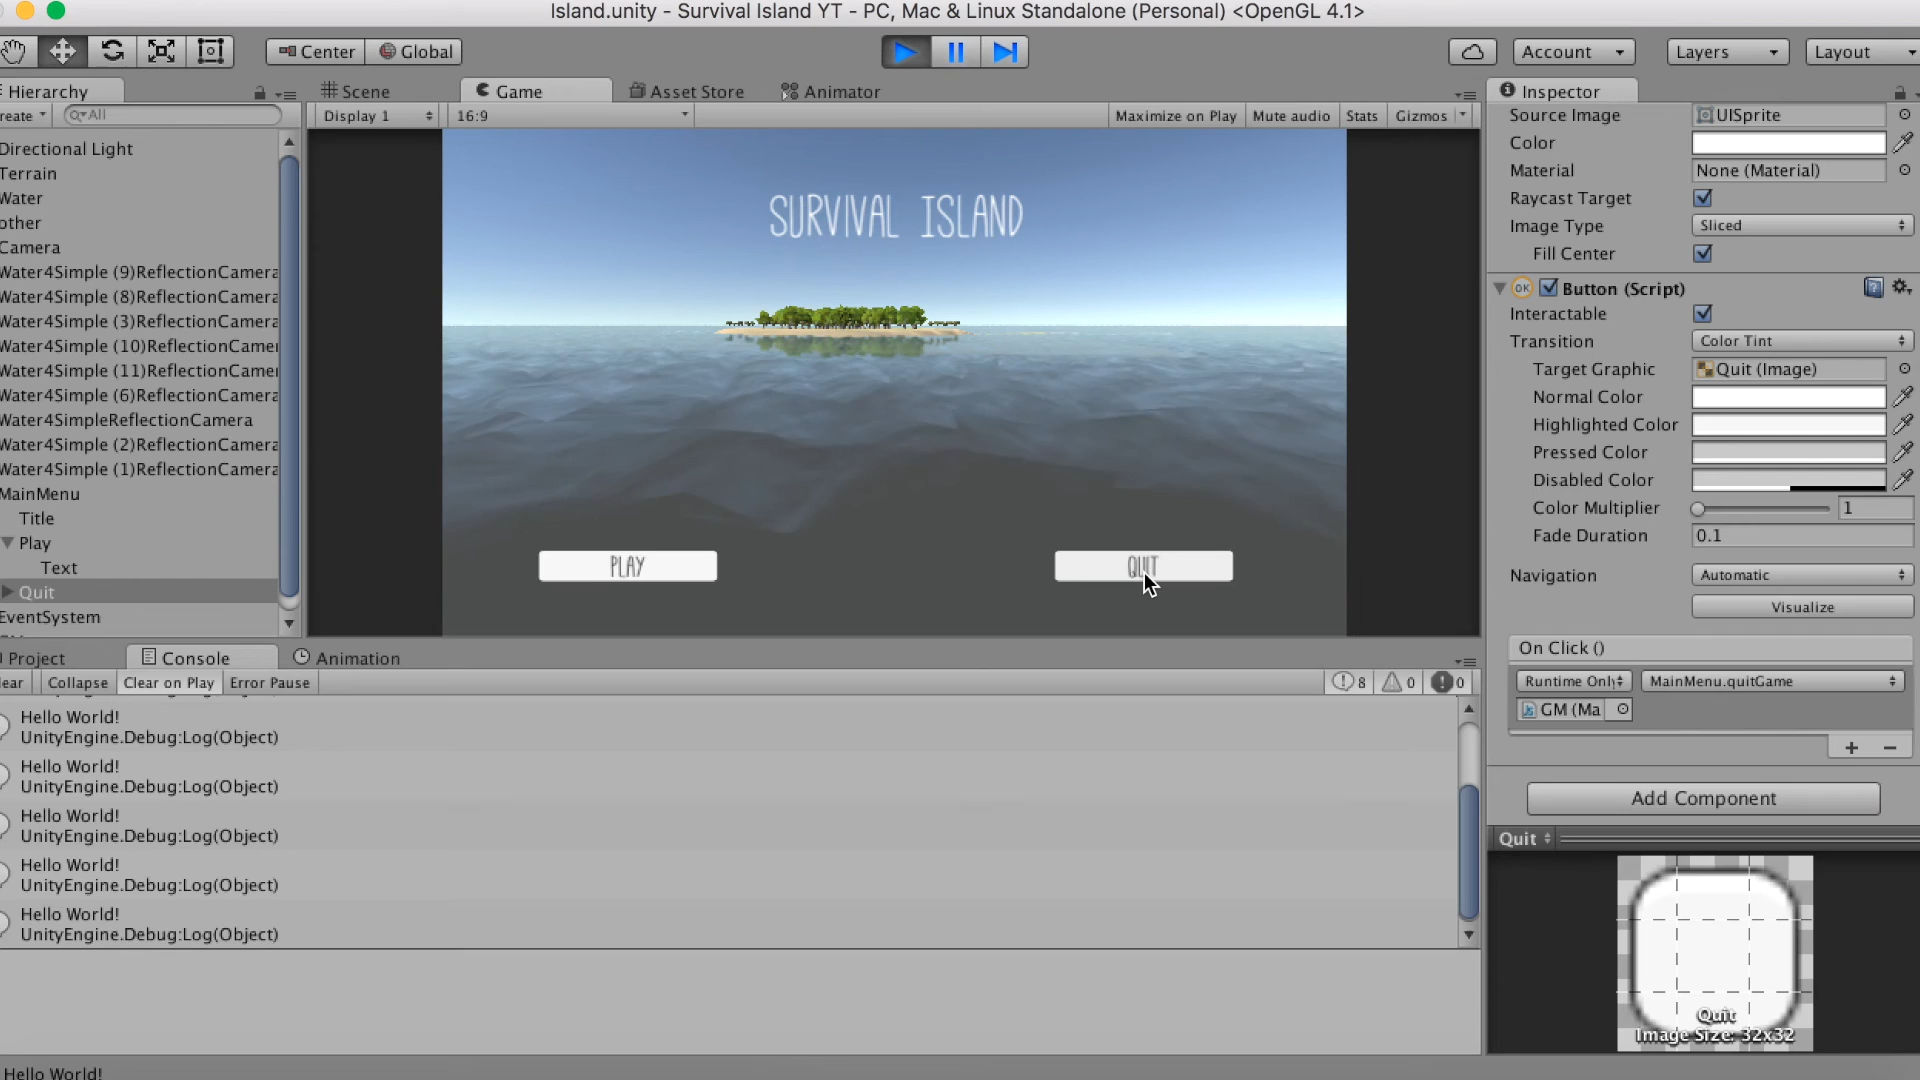 Island.unity - Survival Island YT - PC, Mac & Linux Standalone (Personal) <OpenGL 4.1>
Center Global
Account Layers Layout
Hierarchy
reate All
Directional Light
Terrain
Water
other
Camera
Water4Simple (9)ReflectionCamera
Water4Simple (8)ReflectionCamera
Water4Simple (3)ReflectionCamera
Water4Simple (10)ReflectionCamer
Water4Simple (11)ReflectionCamer
Water4Simple (6)ReflectionCamera
Water4SimpleReflectionCamera
Water4Simple (2)ReflectionCamera
Water4Simple (1)ReflectionCamera
MainMenu
Title
Play
Text
Quit
EventSystem
Scene Game Asset Store Animator
Display 1 16:9 Maximize on Play Mute audio Stats Gizmos
SURVIVAL ISLAND
PLAY QUIT
Project Console Animation
lear Collapse Clear on Play Error Pause 8 0 0
Hello World!
UnityEngine.Debug:Log(Object)
Hello World!
UnityEngine.Debug:Log(Object)
Hello World!
UnityEngine.Debug:Log(Object)
Hello World!
UnityEngine.Debug:Log(Object)
Hello World!
UnityEngine.Debug:Log(Object)
Hello World!
Inspector
Source Image UISprite
Color
Material None (Material)
Raycast Target
Image Type Sliced
Fill Center
OK Button (Script)
Interactable
Transition Color Tint
Target Graphic Quit (Image)
Normal Color
Highlighted Color
Pressed Color
Disabled Color
Color Multiplier 1
Fade Duration 0.1
Navigation Automatic
Visualize
On Click ()
Runtime Onl MainMenu.quitGame
GM (Ma
+ −
Add Component
Quit
Quit
Image Size: 32x32